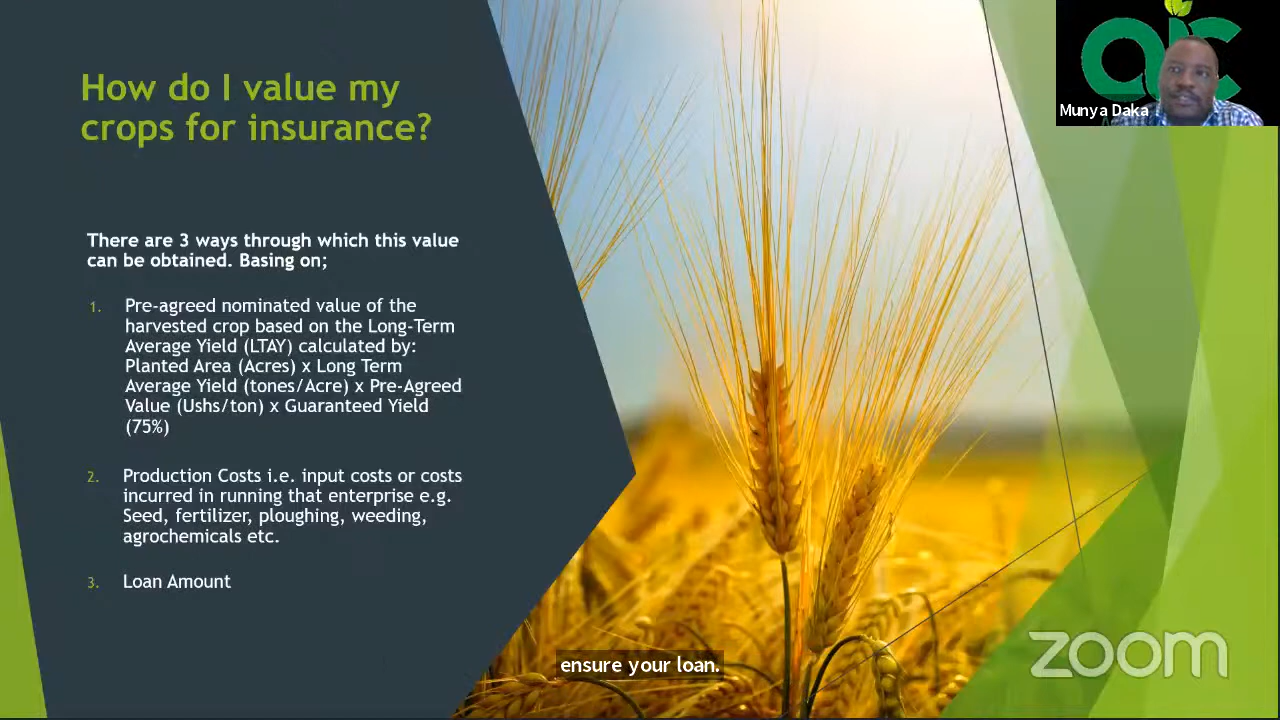 How do I value my
crops for insurance?
There are 3 ways through which this value
can be obtained. Basing on;
1. Pre-agreed nominated value of the
harvested crop based on the Long-Term
Average Yield (LTAY) calculated by:
Planted Area (Acres) x Long Term
Average Yield (tones/Acre) x Pre-Agreed
Value (Ushs/ton) x Guaranteed Yield
(75%)
2. Production Costs i.e. input costs or costs
incurred in running that enterprise e.g.
Seed, fertilizer, ploughing, weeding,
agrochemicals etc.
3. Loan Amount
aic
Munya Daka
ensure your loan.
zoom